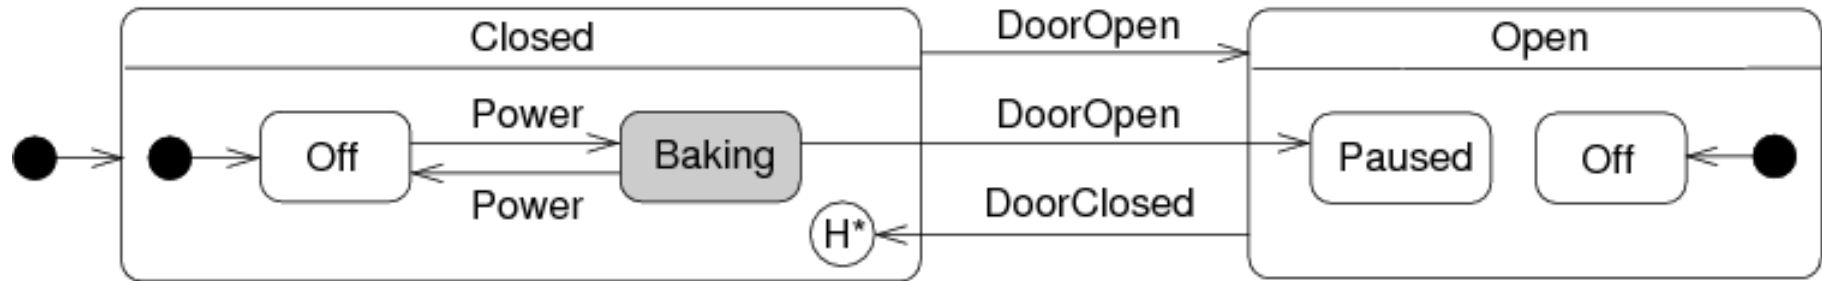 Closed
DoorOpen
Open
Power
DoorOpen
Off
Baking
Paused
Off
Power
DoorClosed
H*